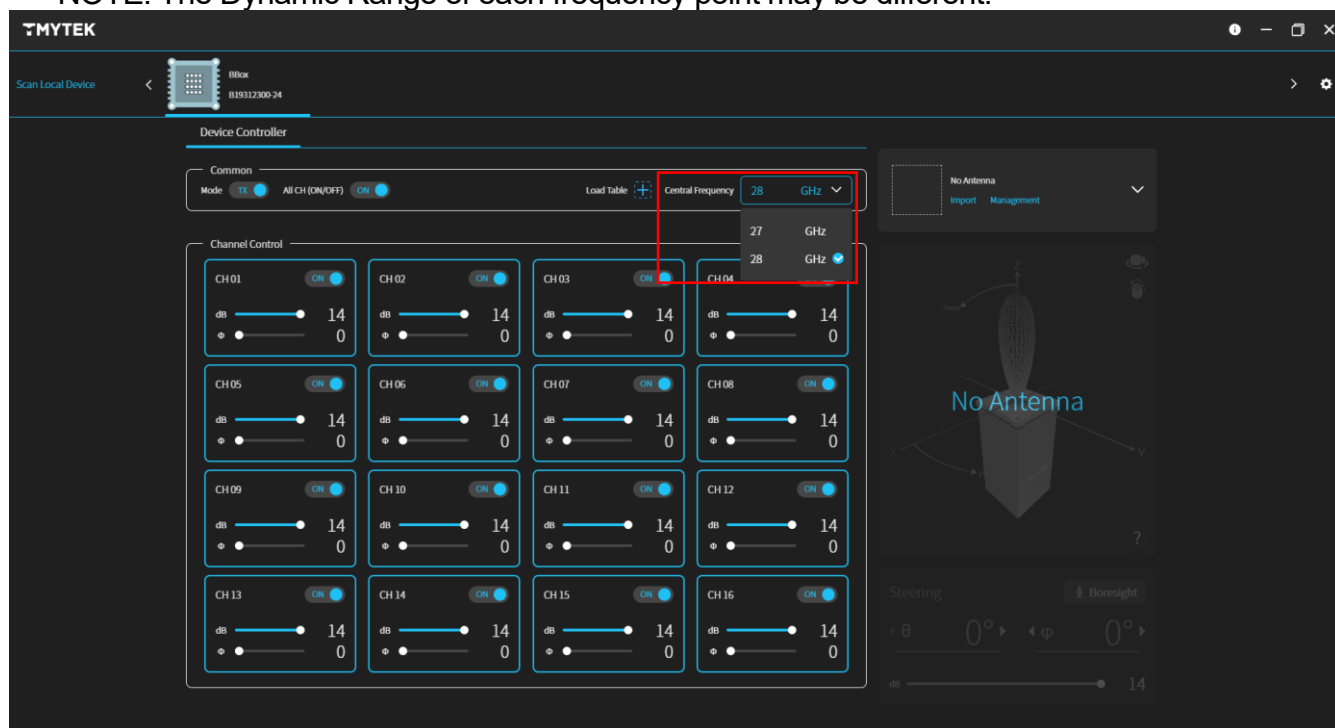 NOTE: The Dynamic Range of each frequency point may be different.
TMYTEK
Scan Local Device
BBox
B19312300-24
Device Controller
Common
Mode TX All CH (ON/OFF) ON Load Table Central Frequency 28 GHz
27 GHz
28 GHz
No Antenna
Import Management
Channel Control
CH 01 ON
dB 14
Φ 0
CH 02 ON
dB 14
Φ 0
CH 03 ON
dB 14
Φ 0
CH 04
dB 14
Φ 0
CH 05 ON
dB 14
Φ 0
CH 06 ON
dB 14
Φ 0
CH 07 ON
dB 14
Φ 0
CH 08 ON
dB 14
Φ 0
CH 09 ON
dB 14
Φ 0
CH 10 ON
dB 14
Φ 0
CH 11 ON
dB 14
Φ 0
CH 12 ON
dB 14
Φ 0
CH 13 ON
dB 14
Φ 0
CH 14 ON
dB 14
Φ 0
CH 15 ON
dB 14
Φ 0
CH 16 ON
dB 14
Φ 0
Z
No Antenna
X
Y
?
Steering Boresight
θ 0° φ 0°
dB 14